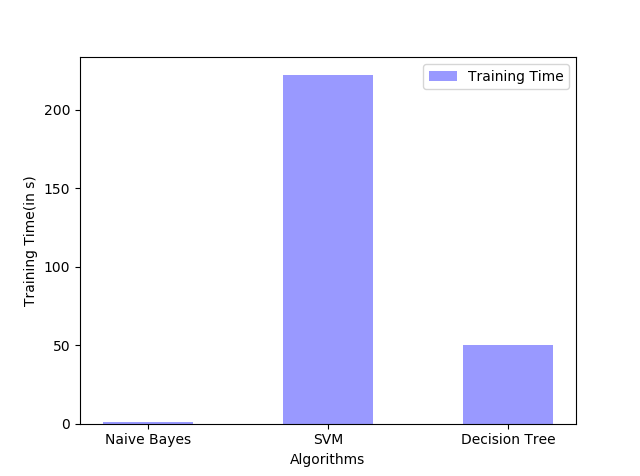 Training Time
200
150
100
50
0
Training Time(in s)
Naive Bayes SVM Decision Tree
Algorithms